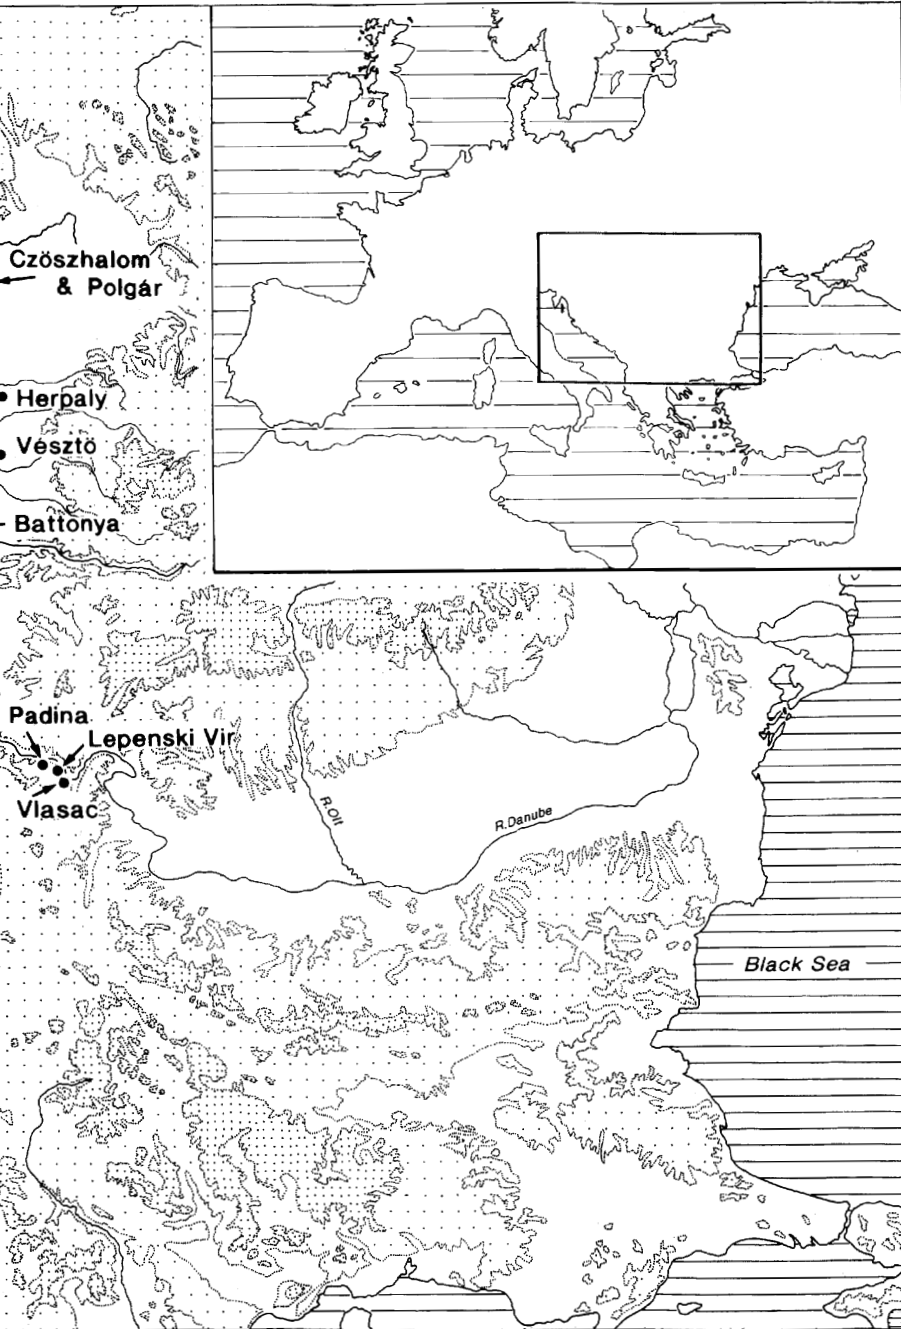 Czöszhalom
& Polgár
Herpaly
Vésztö
Battonya
Padina
Lepenski Vir
Vlasac
R.Olt
R.Danube
Black Sea